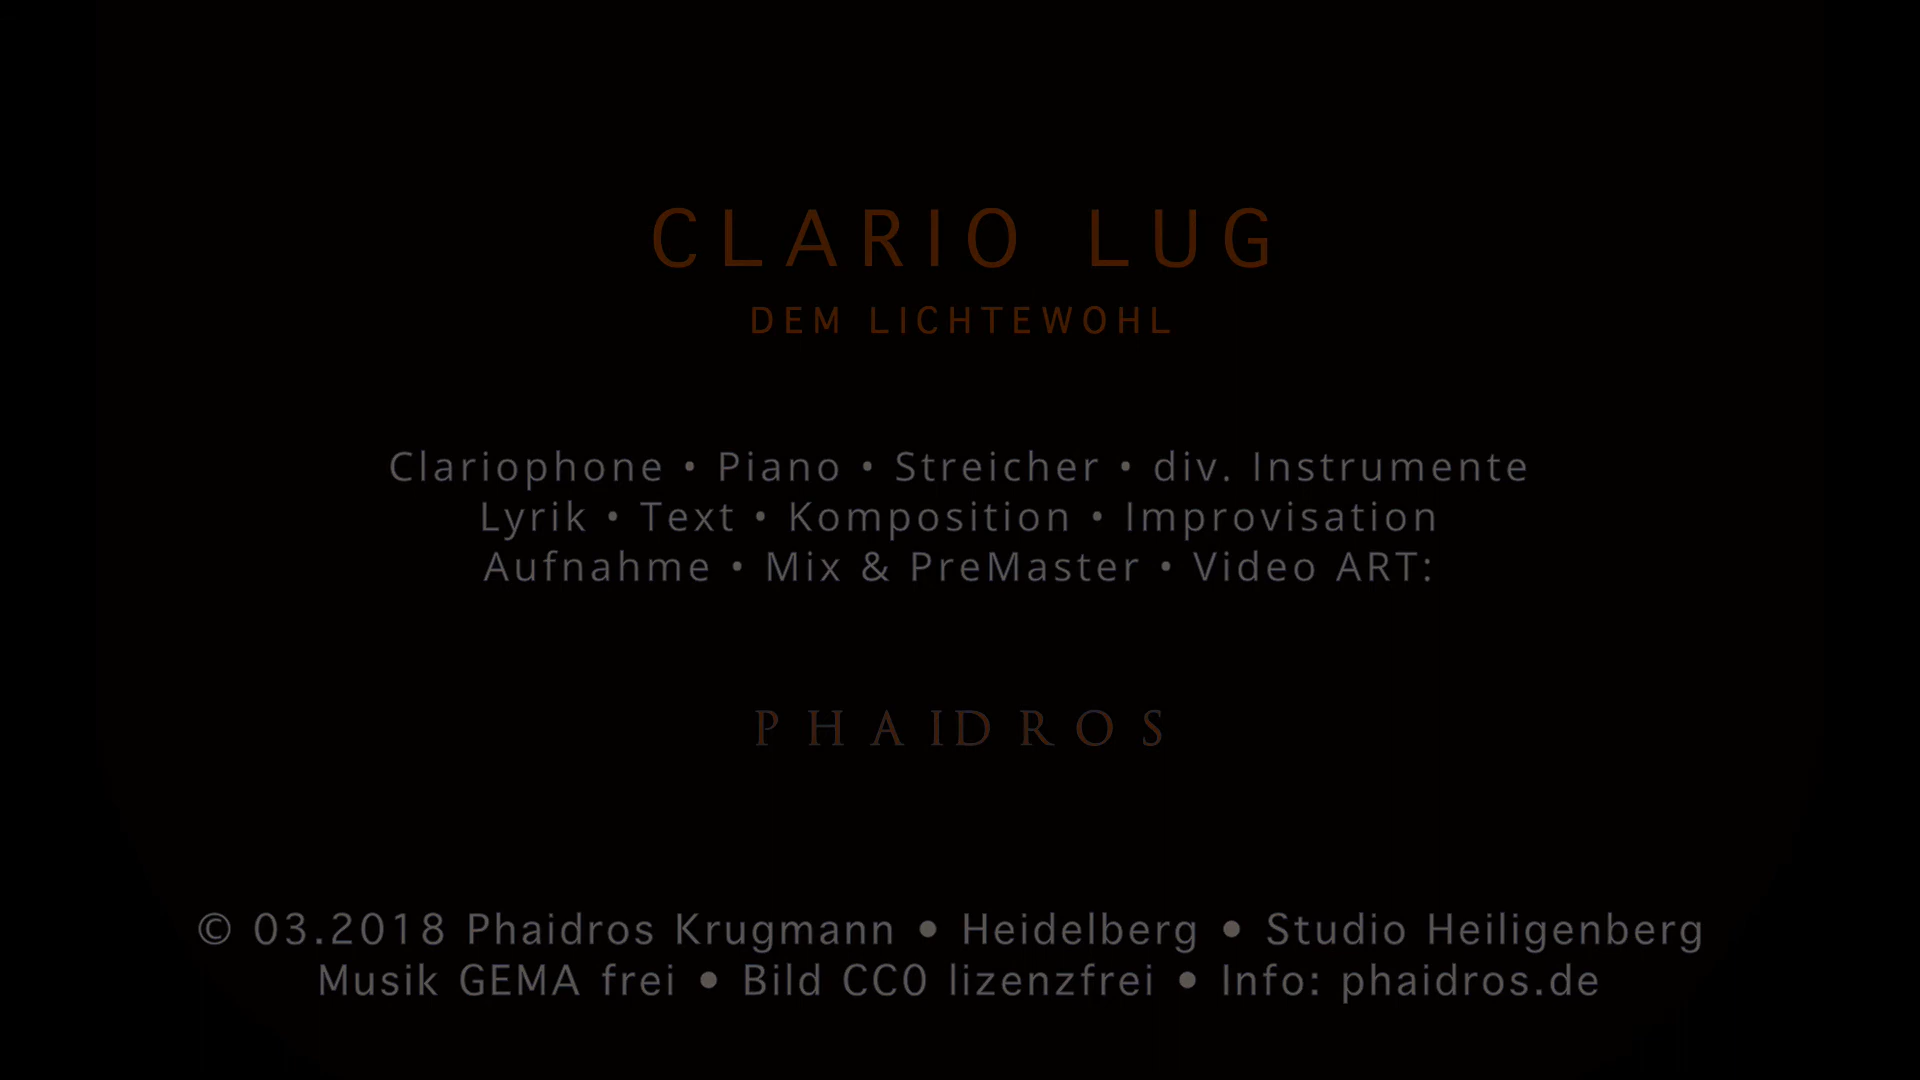 CLARIO LUG
DEM LICHTEWOHL
Clariophone • Piano • Streicher • div. Instrumente
Lyrik • Text • Komposition • Improvisation
Aufnahme • Mix & PreMaster • Video ART:
PHAIDROS
© 03.2018 Phaidros Krugmann • Heidelberg • Studio Heiligenberg
Musik GEMA frei • Bild CC0 lizenzfrei • Info: phaidros.de